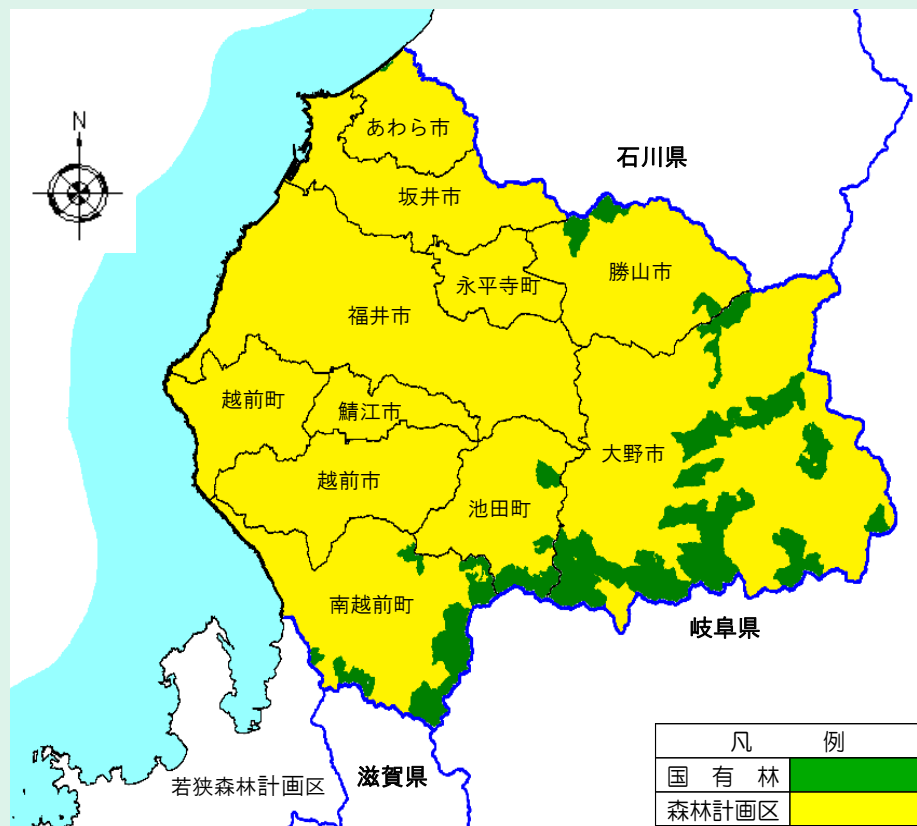 N
あわら市
石川県
坂井市
勝山市
永平寺町
福井市
越前町
鯖江市
大野市
越前市
池田町
南越前町
岐阜県
若狭森林計画区
滋賀県
凡 例
国 有 林
森林計画区